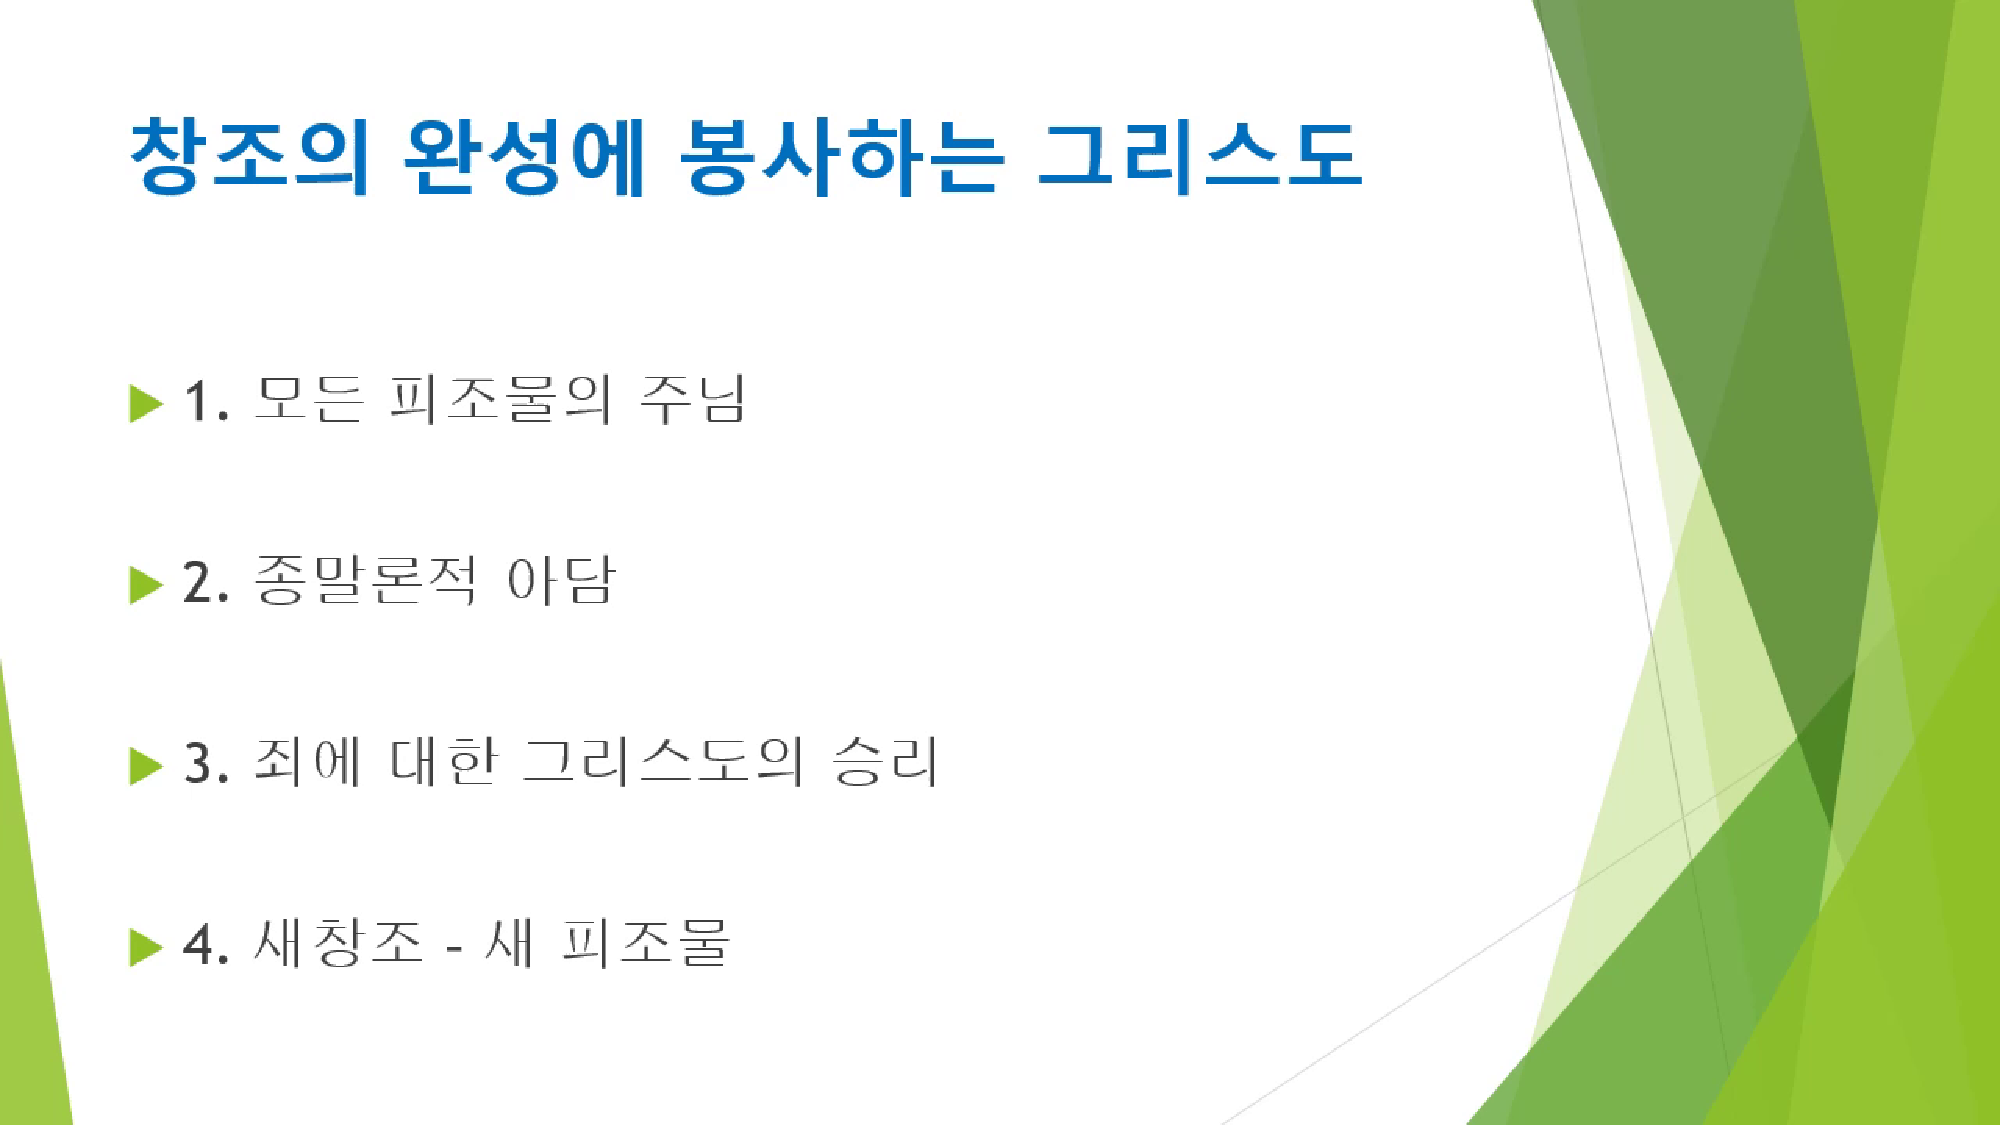 창조의 완성에 봉사하는 그리스도
1. 모든 피조물의 주님
2. 종말론적 아담
3. 죄에 대한 그리스도의 승리
4. 새창조 - 새 피조물